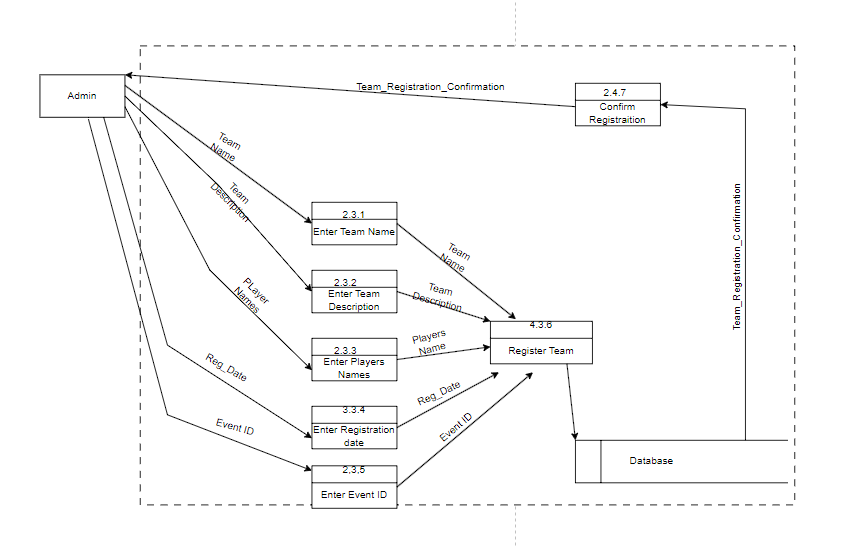 Team_Registration_Confirmation
2.4.7
Admin
Confirm
Registraition
Team
Name
Team
Description
2.3.1
Enter Team Name
Team
Name
Team_Registration_Confirmation
PLayer
Names
2.3.2
Enter Team
Description
Team
Description
4.3.6
Register Team
Players
Name
2.3.3
Enter Players
Names
Reg_Date
Reg_Date
3.3.4
Enter Registration
date
Event ID
Event ID
2,3,5
Enter Event ID
Database